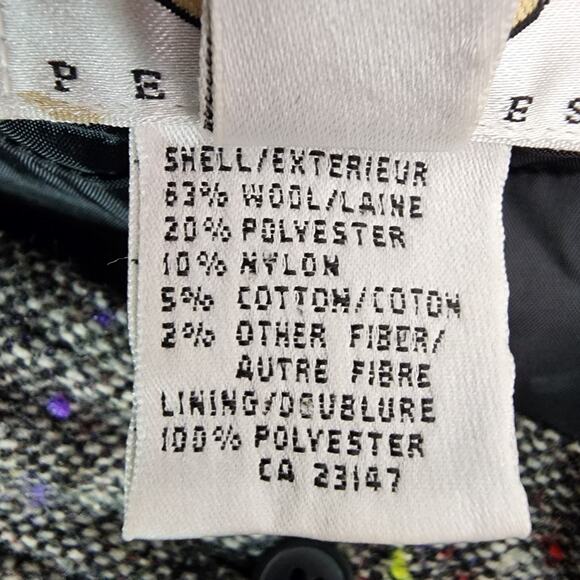 P E
E S
SHELL/EXTERIEUR
63% WOOL/LAINE
20% POLYESTER
10% NYLON
5% COTTON/COTON
2% OTHER FIBER/
AUTRE FIBRE
LINING/DOUBLURE
100% POLYESTER
CA 23147